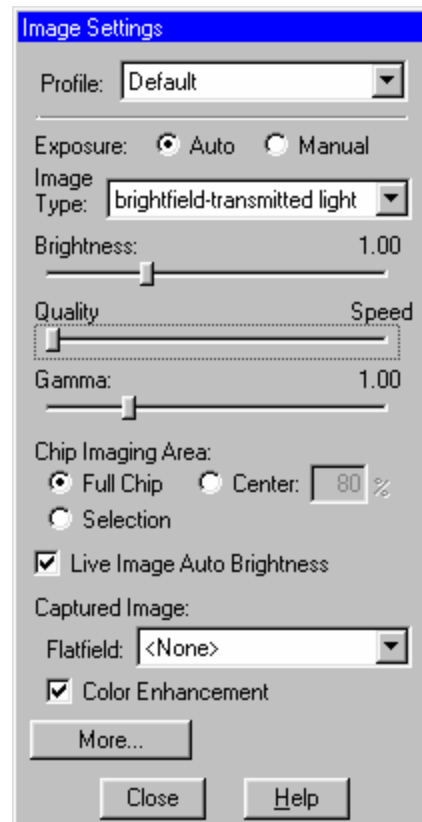 Image Settings
Profile: Default
Exposure: Auto Manual
Image
Type: brightfield-transmitted light
Brightness: 1.00
Quality Speed
Gamma: 1.00
Chip Imaging Area:
Full Chip Center: 80 %
Selection
Live Image Auto Brightness
Captured Image:
Flatfield: <None>
Color Enhancement
More...
Close Help